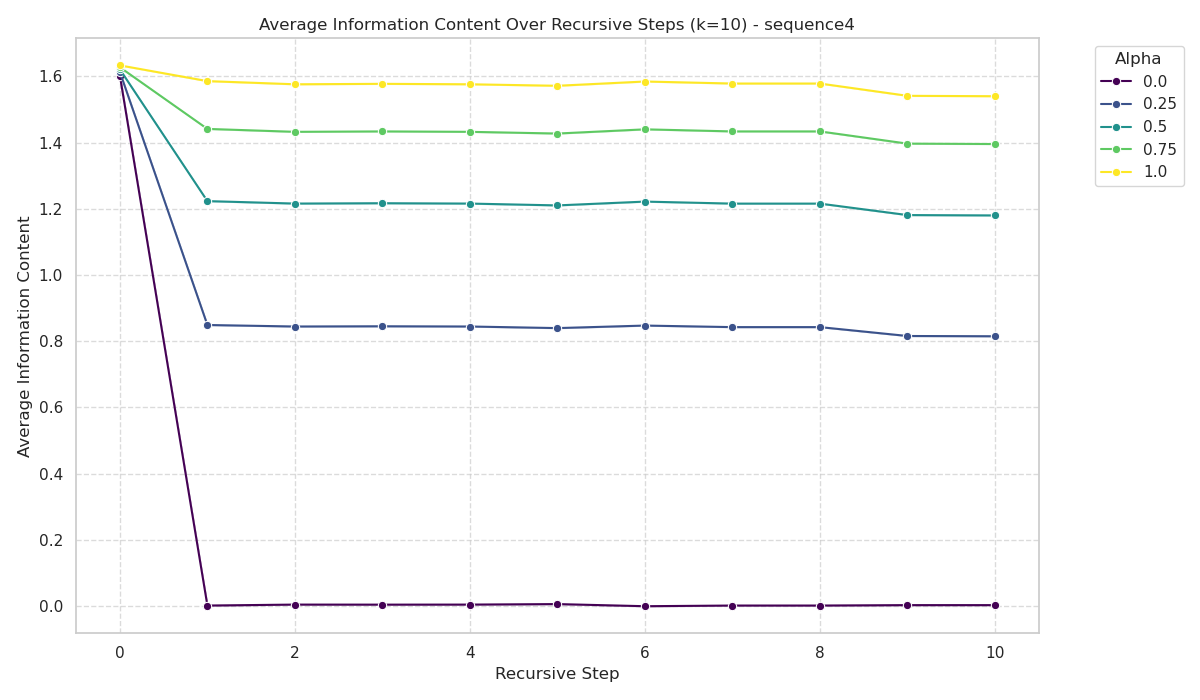 Average Information Content Over Recursive Steps (k=10) - sequence4
Alpha
0.0
0.25
0.5
0.75
1.0
Average Information Content
1.6
1.4
1.2
1.0
0.8
0.6
0.4
0.2
0.0
0 2 4 6 8 10
Recursive Step